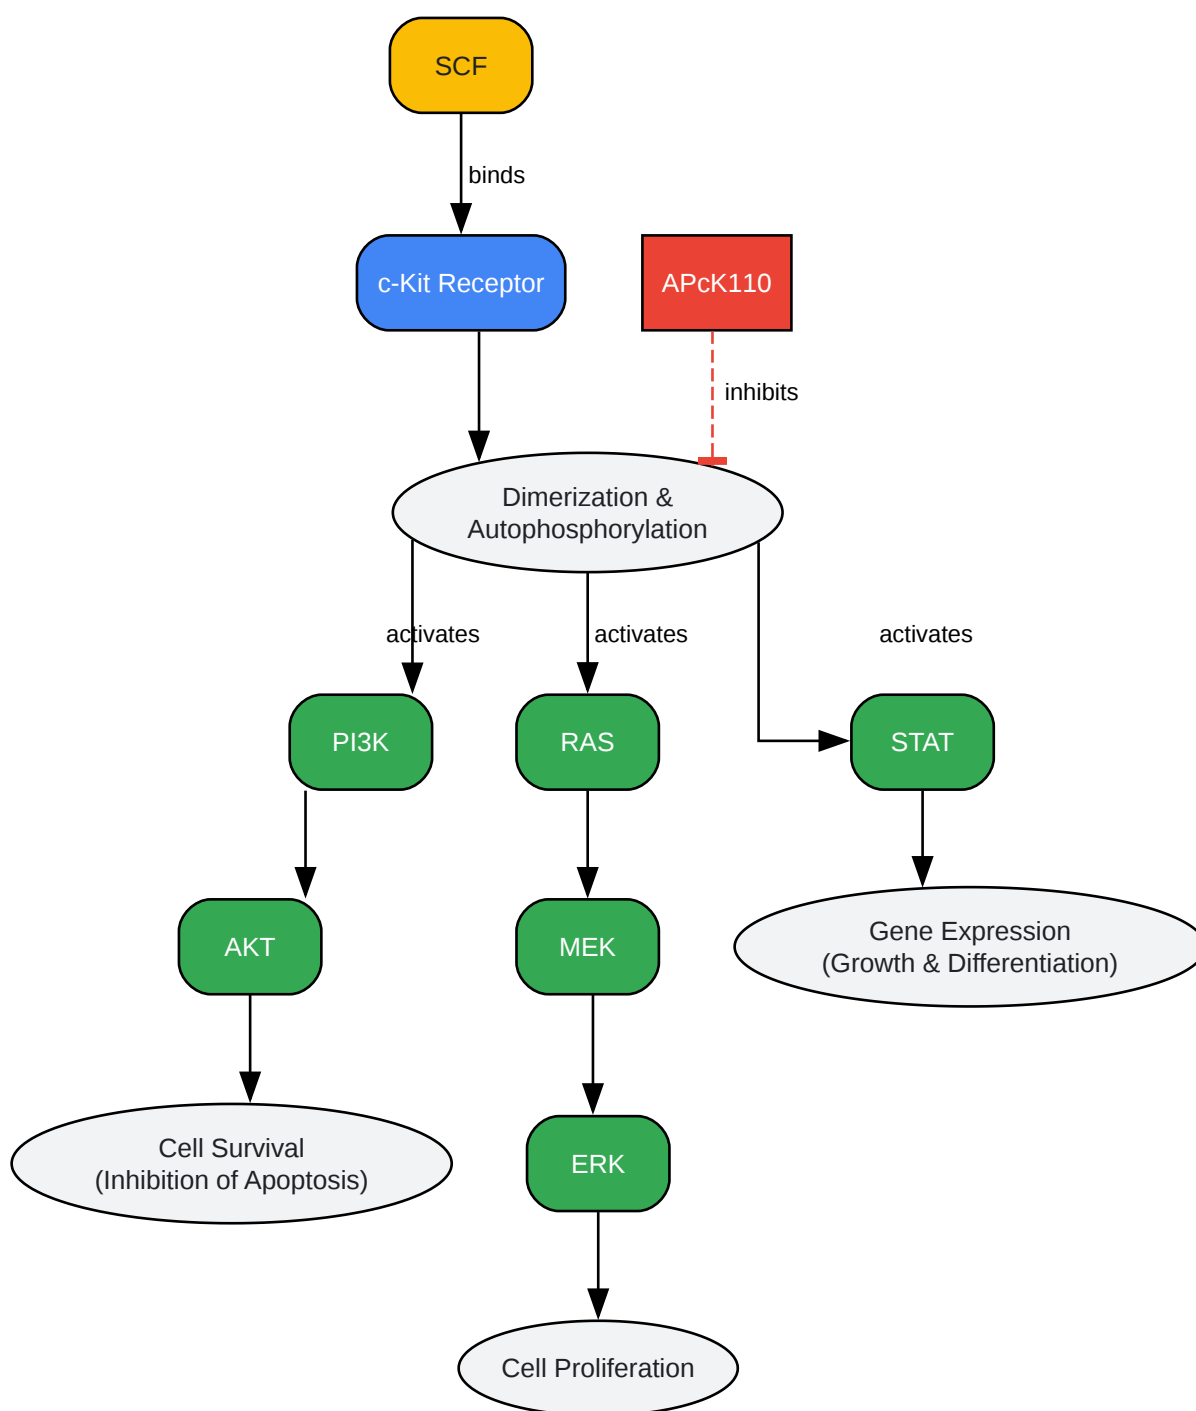 SCF
binds
c-Kit Receptor
APcK110
inhibits
Dimerization &
Autophosphorylation
activates
activates
activates
PI3K
RAS
STAT
AKT
MEK
Gene Expression
(Growth & Differentiation)
Cell Survival
(Inhibition of Apoptosis)
ERK
Cell Proliferation